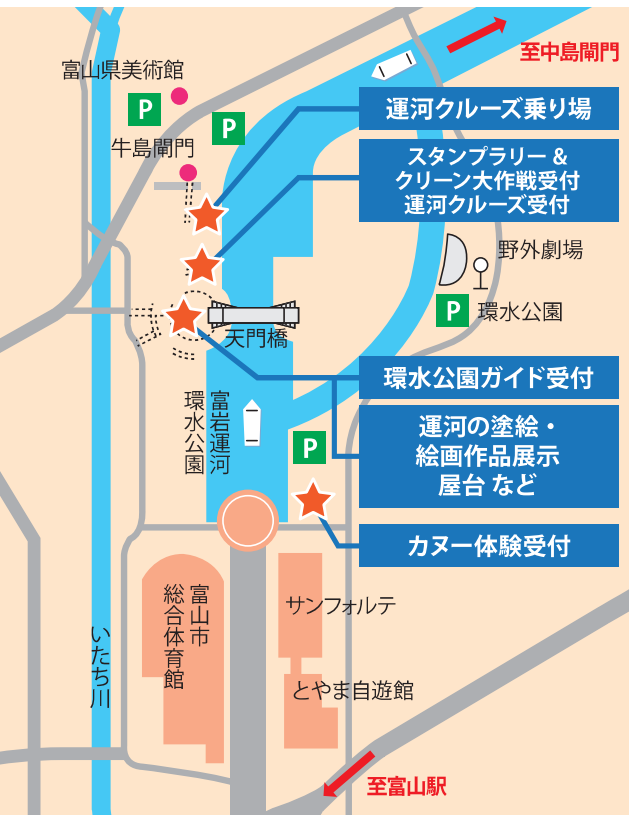 至中島閘門
富山県美術館
P
P
牛島閘門
運河クルーズ乗り場
スタンプラリー &
クリーン大作戦受付
運河クルーズ受付
野外劇場
P
環水公園
天門橋
環水公園ガイド受付
富岩運河
環水公園
運河の塗絵・
絵画作品展示
屋台 など
P
カヌー体験受付
富山市
総合体育館
サンフォルテ
いたち川
とやま自遊館
至富山駅